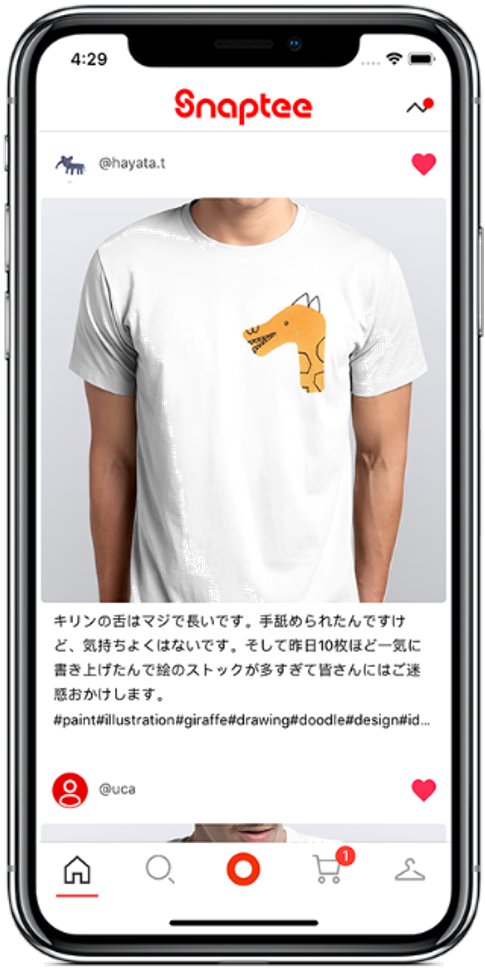 4:29
Snaptee
@hayata.t
キリンの舌はマジで長いです。手舐められたんですけ
ど、気持ちよくはないです。そして昨日10枚ほど一気に
書き上げたんで絵のストックが多すぎて皆さんにはご迷
惑おかけします。
#paint#illustration#giraffe#drawing#doodle#design#id...
@uca
1